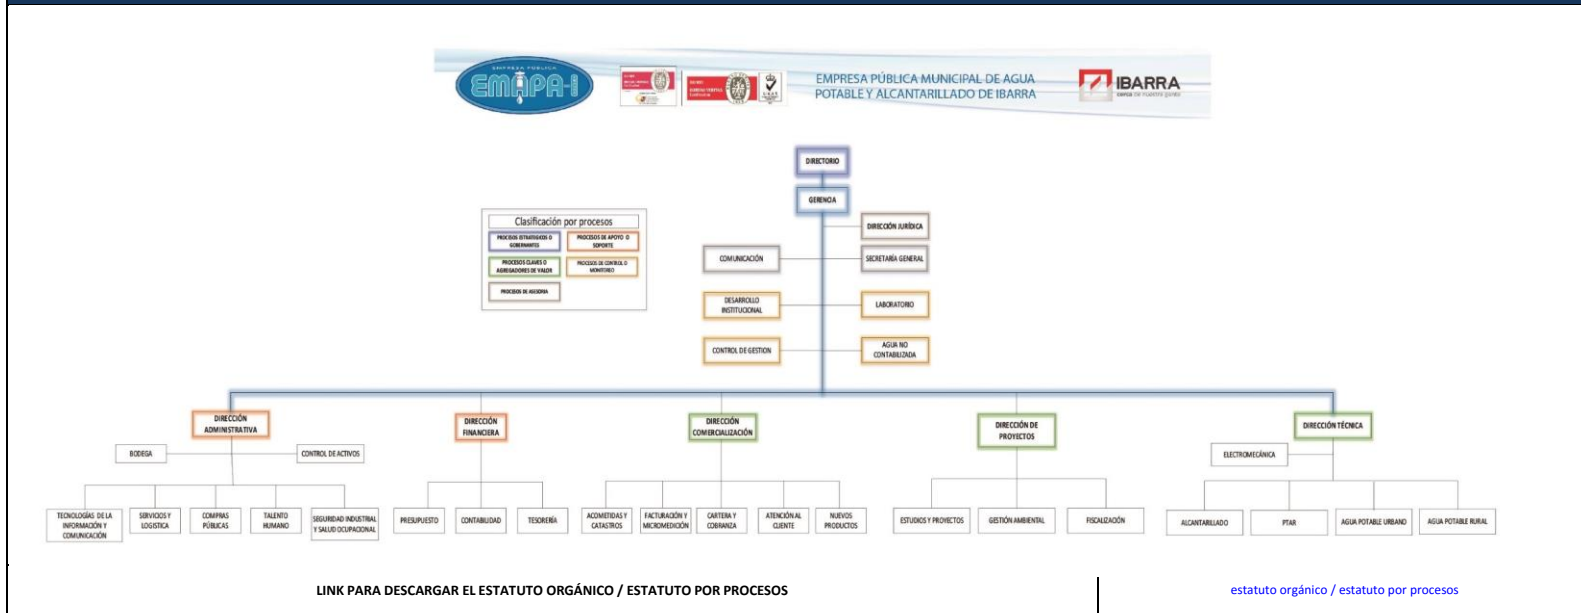 EMPRESA PÚBLICA
EMAPA-I
EMPRESA PÚBLICA MUNICIPAL DE AGUA
POTABLE Y ALCANTARILLADO DE IBARRA
IBARRA
DIRECTORIO
GERENCIA
Clasificación por procesos
PROCESOS ESTRATEGICOS O
GOBERNANTES
PROCESOS DE APOYO O
SOPORTE
PROCESOS CLAVES O
AGREGADORES DE VALOR
PROCESOS DE CONTROL O
MONITOREO
PROCESOS DE ASESORIA
DIRECCIÓN JURÍDICA
COMUNICACIÓN
SECRETARÍA GENERAL
DESARROLLO
INSTITUCIONAL
LABORATORIO
CONTROL DE GESTION
AGUA NO
CONTABILIZADA
DIRECCIÓN
ADMINISTRATIVA
DIRECCIÓN
FINANCIERA
DIRECCIÓN
COMERCIALIZACIÓN
DIRECCIÓN DE
PROYECTOS
DIRECCIÓN TÉCNICA
BODEGA
CONTROL DE ACTIVOS
ELECTROMECÁNICA
TECNOLOGÍAS DE LA
INFORMACIÓN Y
COMUNICACIÓN
SERVICIOS Y
LOGISTICA
COMPRAS
PÚBLICAS
TALENTO
HUMANO
SEGURIDAD INDUSTRIAL
Y SALUD OCUPACIONAL
PRESUPUESTO
CONTABILIDAD
TESORERÍA
ACOMETIDAS Y
CATASTROS
FACTURACIÓN Y
MICROMEDICIÓN
CARTERA Y
COBRANZA
ATENCIÓN AL
CLIENTE
NUEVOS
PRODUCTOS
ESTUDIOS Y PROYECTOS
GESTIÓN AMBIENTAL
FISCALIZACIÓN
ALCANTARILLADO
PTAR
AGUA POTABLE URBANO
AGUA POTABLE RURAL
LINK PARA DESCARGAR EL ESTATUTO ORGÁNICO / ESTATUTO POR PROCESOS
estatuto orgánico / estatuto por procesos